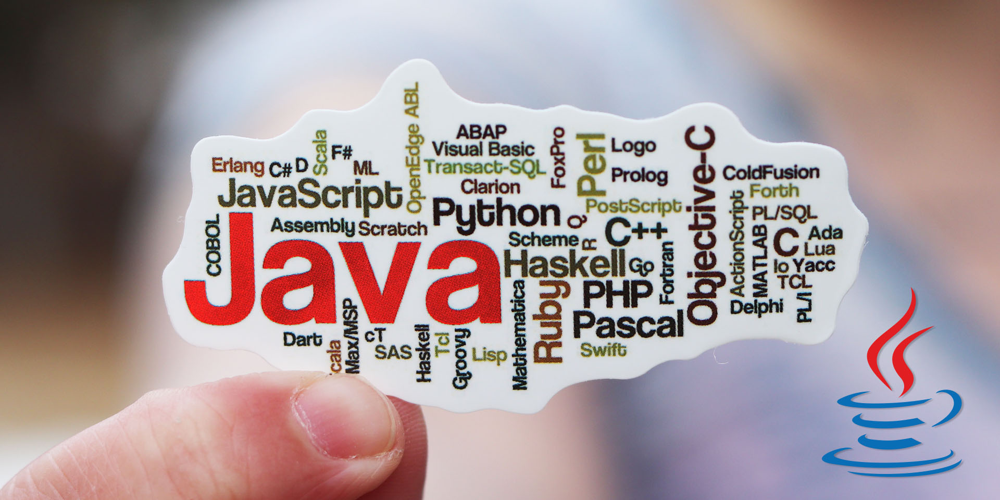 OpenEdge ABL
ABAP
Visual Basic
Transact-SQL
Clarion
FoxPro
Perl
Logo
Prolog
PostScript
Objective-C
ColdFusion
Forth
PL/SQL
ActionScript
MATLAB
C
Ada
Lua
Io Yacc
TCL
PL/I
Delphi
Erlang
C#
D
Scala
F#
ML
JavaScript
Python
Q
C++
COBOL
Assembly
Scratch
Scheme
R
Java
Haskell
Go
Fortran
Mathematica
Ruby
PHP
Pascal
Swift
Dart
cala
Max/MSP
cT
SAS
Haskell
Tcl
Groovy
Lisp